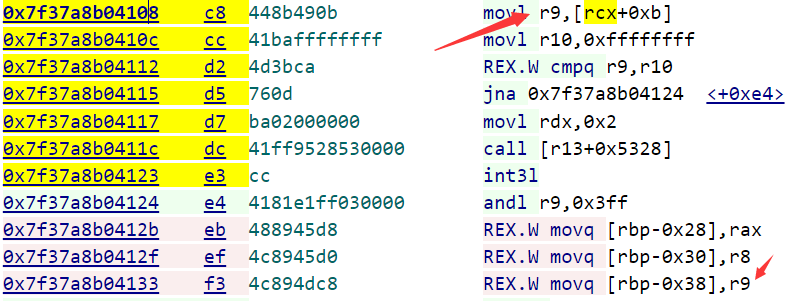 0x7f37a8b04108 c8 448b490b movl r9,[rcx+0xb]
0x7f37a8b0410c cc 41baffffffff movl r10,0xffffffff
0x7f37a8b04112 d2 4d3bca REX.W cmpq r9,r10
0x7f37a8b04115 d5 760d jna 0x7f37a8b04124 <+0xe4>
0x7f37a8b04117 d7 ba02000000 movl rdx,0x2
0x7f37a8b0411c dc 41ff9528530000 call [r13+0x5328]
0x7f37a8b04123 e3 cc int3l
0x7f37a8b04124 e4 4181e1ff030000 andl r9,0x3ff
0x7f37a8b0412b eb 488945d8 REX.W movq [rbp-0x28],rax
0x7f37a8b0412f ef 4c8945d0 REX.W movq [rbp-0x30],r8
0x7f37a8b04133 f3 4c894dc8 REX.W movq [rbp-0x38],r9